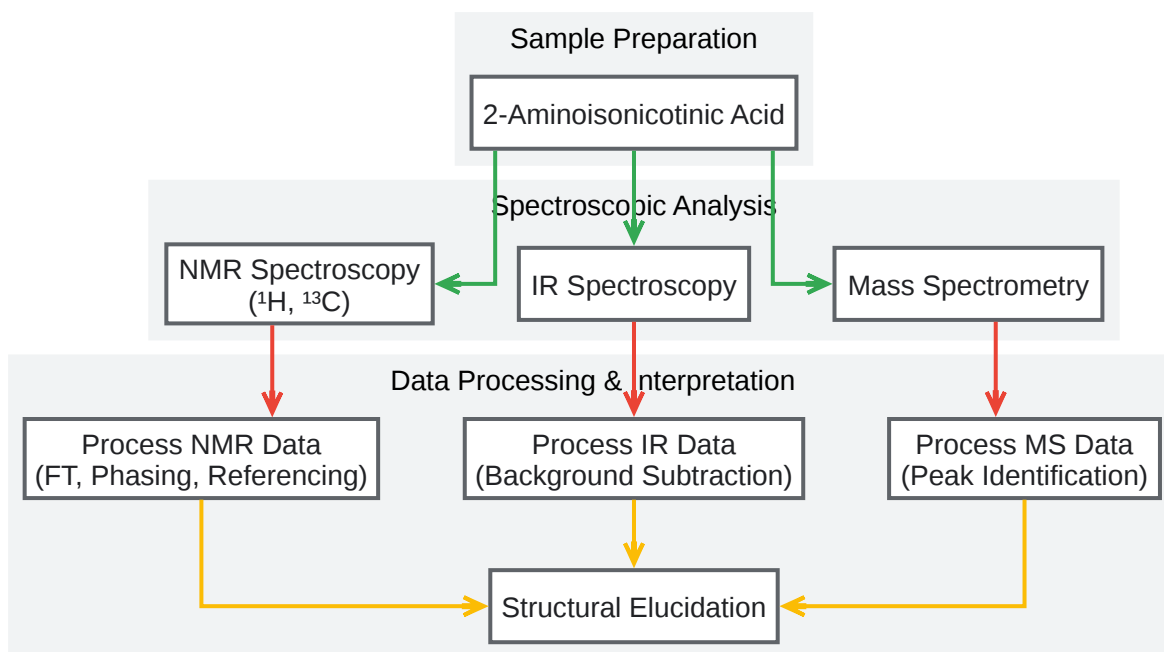 Sample Preparation
2-Aminoisonicotinic Acid
Spectroscopic Analysis
NMR Spectroscopy
(¹H, ¹³C)
IR Spectroscopy
Mass Spectrometry
Data Processing & Interpretation
Process NMR Data
(FT, Phasing, Referencing)
Process IR Data
(Background Subtraction)
Process MS Data
(Peak Identification)
Structural Elucidation